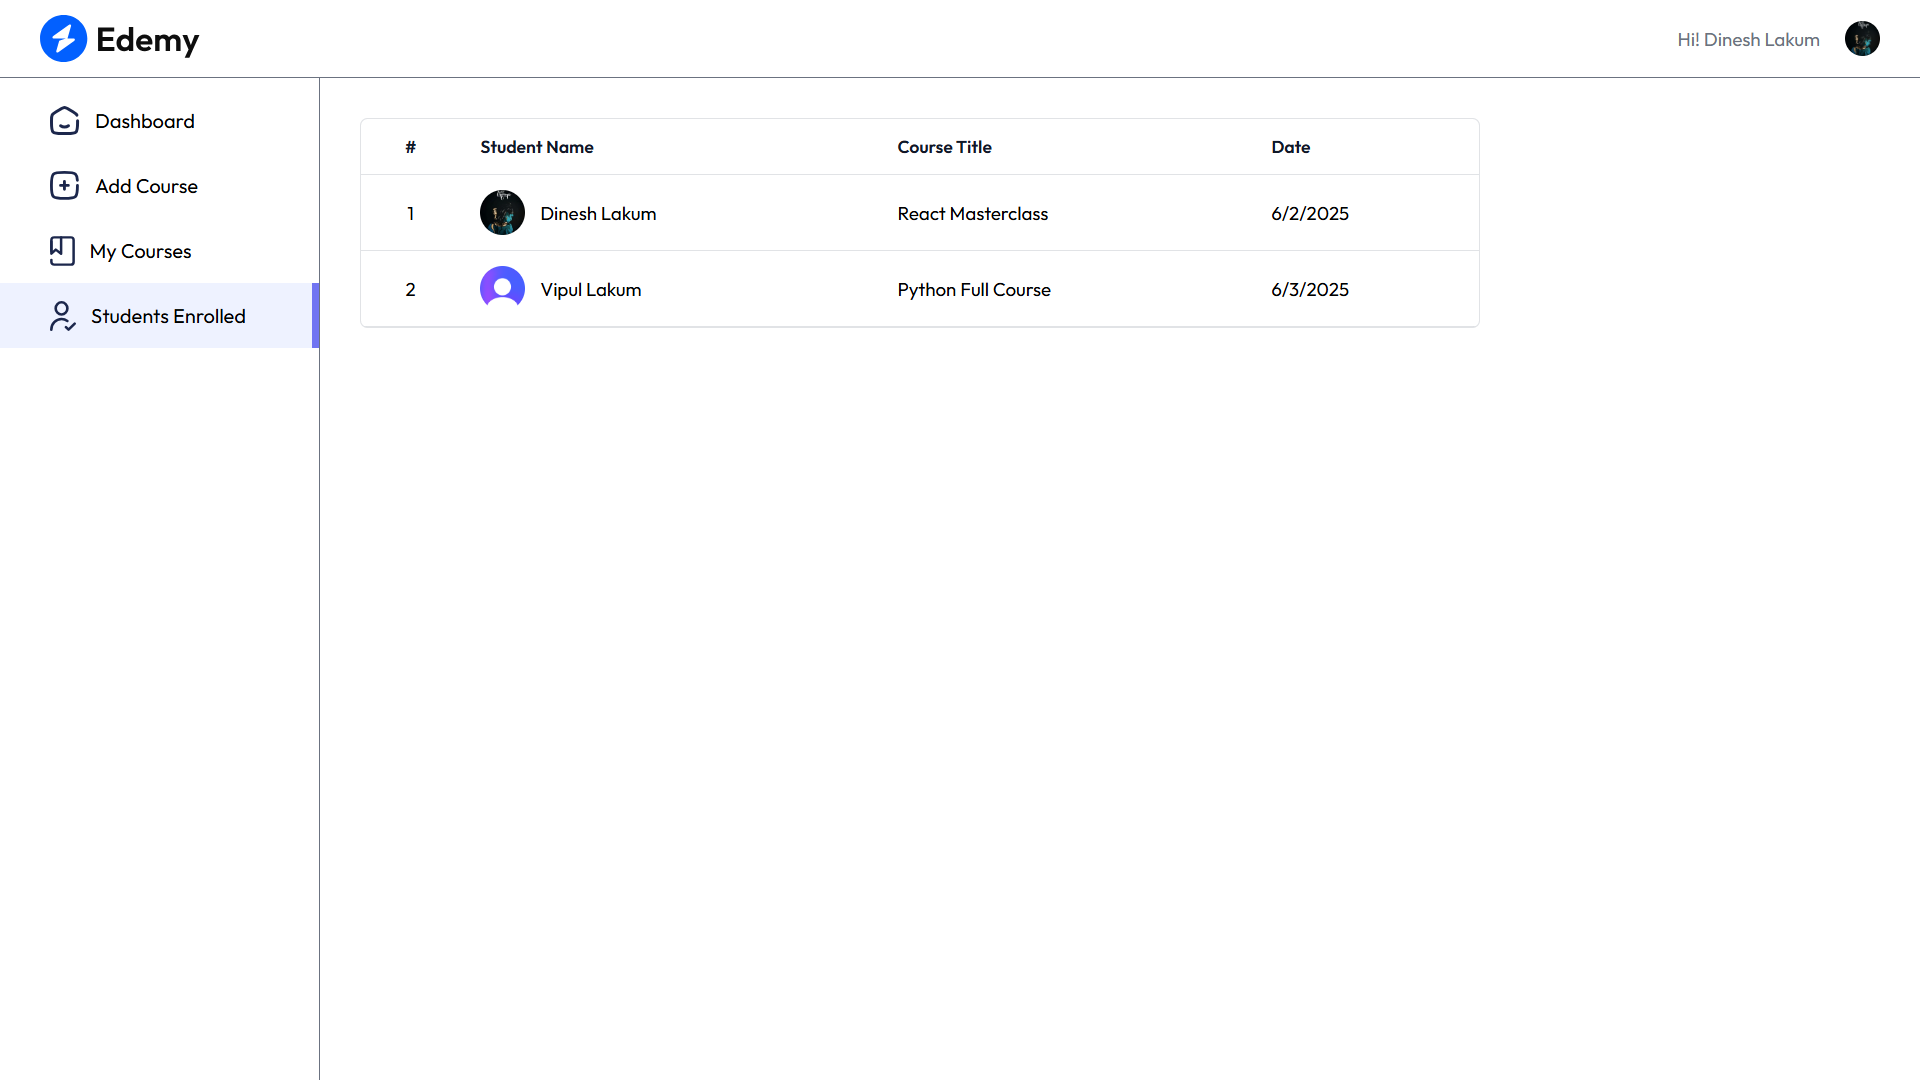 Edemy
Hi! Dinesh Lakum
Dashboard
Add Course
My Courses
Students Enrolled
# Student Name Course Title Date
1 Dinesh Lakum React Masterclass 6/2/2025
2 Vipul Lakum Python Full Course 6/3/2025